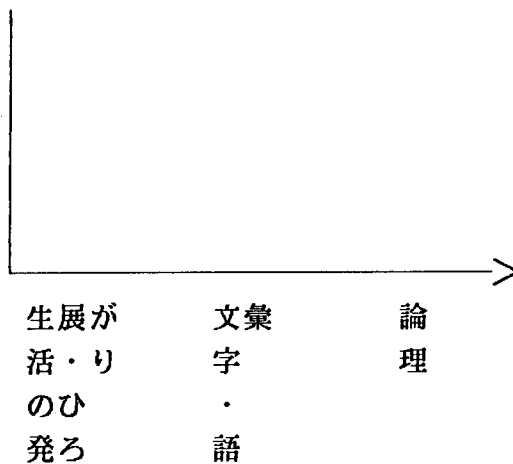 生活の発
展・ひろ
がり
文字・語
彙
論理